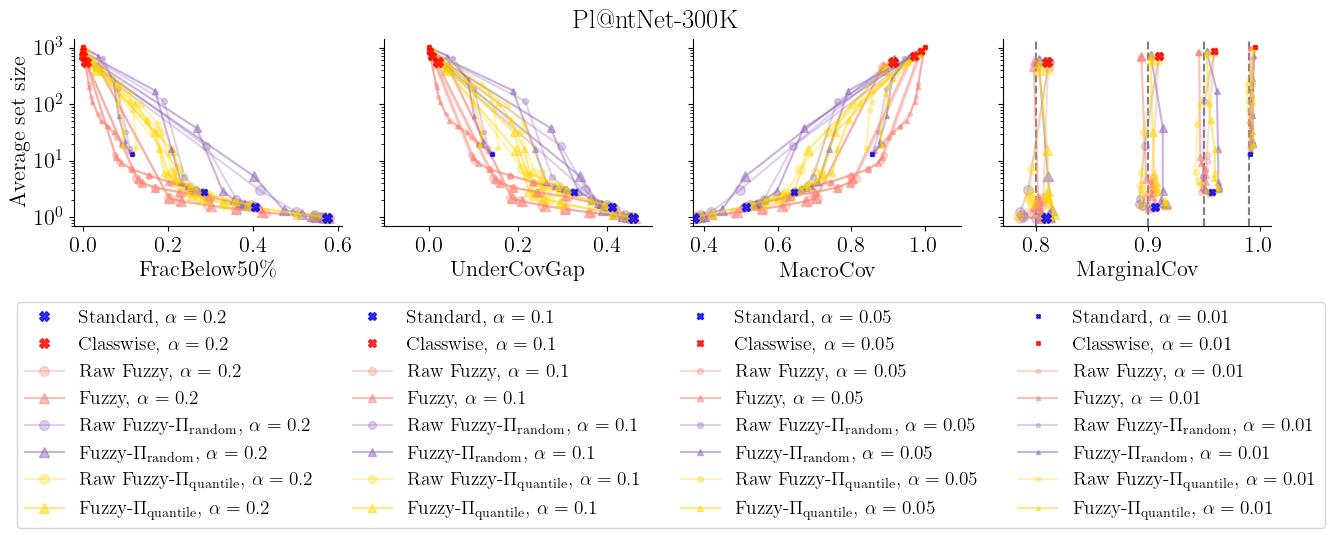 Pl@ntNet-300K
Average set size
10³
10²
10¹
10⁰
0.0 0.2 0.4 0.6
FracBelow50%
0.0 0.2 0.4
UnderCovGap
0.4 0.6 0.8 1.0
MacroCov
0.8 0.9 1.0
MarginalCov
Standard, α = 0.2
Classwise, α = 0.2
Raw Fuzzy, α = 0.2
Fuzzy, α = 0.2
Raw Fuzzy-Π_random, α = 0.2
Fuzzy-Π_random, α = 0.2
Raw Fuzzy-Π_quantile, α = 0.2
Fuzzy-Π_quantile, α = 0.2
Standard, α = 0.1
Classwise, α = 0.1
Raw Fuzzy, α = 0.1
Fuzzy, α = 0.1
Raw Fuzzy-Π_random, α = 0.1
Fuzzy-Π_random, α = 0.1
Raw Fuzzy-Π_quantile, α = 0.1
Fuzzy-Π_quantile, α = 0.1
Standard, α = 0.05
Classwise, α = 0.05
Raw Fuzzy, α = 0.05
Fuzzy, α = 0.05
Raw Fuzzy-Π_random, α = 0.05
Fuzzy-Π_random, α = 0.05
Raw Fuzzy-Π_quantile, α = 0.05
Fuzzy-Π_quantile, α = 0.05
Standard, α = 0.01
Classwise, α = 0.01
Raw Fuzzy, α = 0.01
Fuzzy, α = 0.01
Raw Fuzzy-Π_random, α = 0.01
Fuzzy-Π_random, α = 0.01
Raw Fuzzy-Π_quantile, α = 0.01
Fuzzy-Π_quantile, α = 0.01